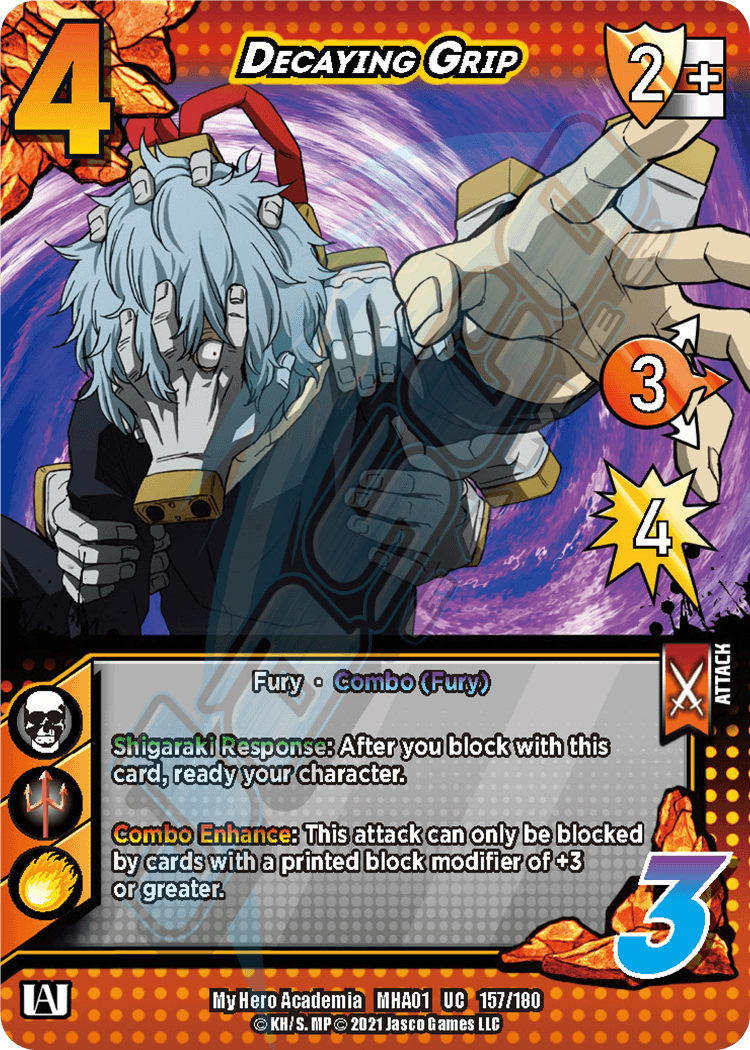 4
DECAYING GRIP
2 +
3
4
ATTACK
Fury · Combo (Fury)
Shigaraki Response: After you block with this
card, ready your character.
Combo Enhance: This attack can only be blocked
by cards with a printed block modifier of +3
or greater.
3
UA
My Hero Academia MHA01 UC 157/180
© KH/S. MP © 2021 Jasco Games LLC